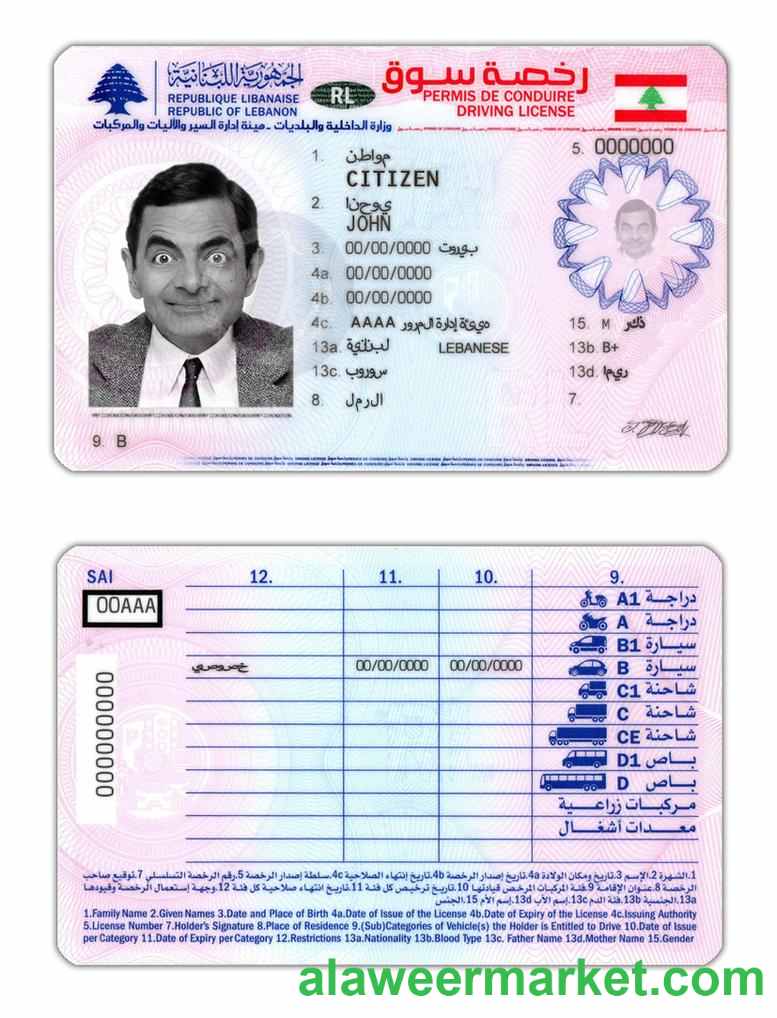 الجمهورية اللبنانية
REPUBLIQUE LIBANAISE
REPUBLIC OF LEBANON
RL
رخصة سوق
PERMIS DE CONDUIRE
DRIVING LICENSE
وزارة الداخلية والبلديات - هيئة إدارة السير والآليات والمركبات
1. مواطن
CITIZEN
2.
JOHN
3. 00/00/0000 بيروت
4a. 00/00/0000
4b. 00/00/0000
4c. AAAA هيئة إدارة المرور
13a. LEBANESE
13c.
8. الرمل
5. 0000000
15. M ذكر
13b. B+
13d. ريما
7.
9. B
SAI 12. 11. 10. 9.
00AAA
000000000
A1 دراجة
A دراجة
B1 سيارة
خصوصي 00/00/0000 00/00/0000 B سيارة
C1 شاحنة
C شاحنة
CE شاحنة
D1 باص
D باص
مركبات زراعية
معدات أشغال
1.الشهرة 2.الإسم 3.تاريخ ومكان الولادة 4a.تاريخ إصدار الرخصة 4b.تاريخ إنتهاء الصلاحية 4c.سلطة إصدار الرخصة 5.رقم الرخصة التسلسلي 7.توقيع صاحب
الرخصة 8.عنوان الإقامة 9.فئة المركبات المرخص قيادتها 10.تاريخ ترخيص كل فئة 11.تاريخ انتهاء صلاحية كل فئة 12.وجهة إستعمال الرخصة وقيودها
13a.الجنسية 13b.فئة الدم 13c.إسم الأب 13d.إسم الأم 15.الجنس
1.Family Name 2.Given Names 3.Date and Place of Birth 4a.Date of Issue of the License 4b.Date of Expiry of the License 4c.Issuing Authority
5.License Number 7.Holder's Signature 8.Place of Residence 9.(Sub)Categories of Vehicle(s) the Holder is Entitled to Drive 10.Date of Issue
per Category 11.Date of Expiry per Category 12.Restrictions 13a.Nationality 13b.Blood Type 13c. Father Name 13d.Mother Name 15.Gender
alaweermarket.com